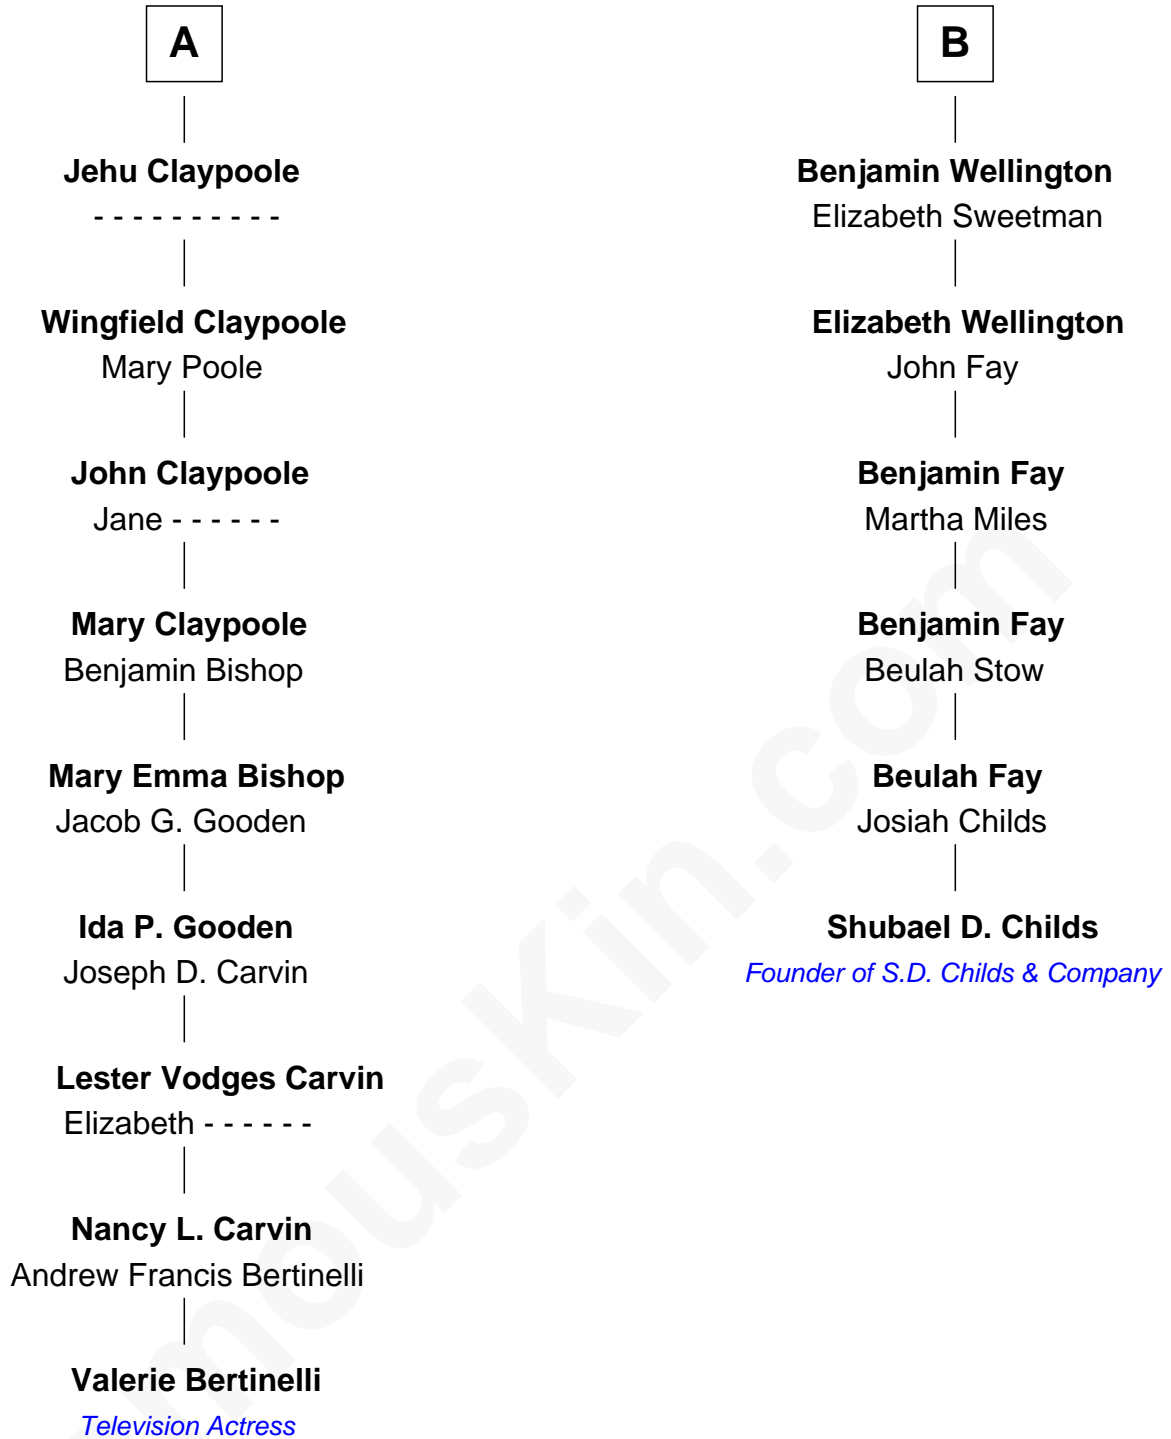 A
Jehu Claypoole
- - - - - - - - - -
Wingfield Claypoole
Mary Poole
John Claypoole
Jane - - - - - -
Mary Claypoole
Benjamin Bishop
Mary Emma Bishop
Jacob G. Gooden
Ida P. Gooden
Joseph D. Carvin
Lester Vodges Carvin
Elizabeth - - - - - -
Nancy L. Carvin
Andrew Francis Bertinelli
Valerie Bertinelli
Television Actress
B
Benjamin Wellington
Elizabeth Sweetman
Elizabeth Wellington
John Fay
Benjamin Fay
Martha Miles
Benjamin Fay
Beulah Stow
Beulah Fay
Josiah Childs
Shubael D. Childs
Founder of S.D. Childs & Company
mousKin.com